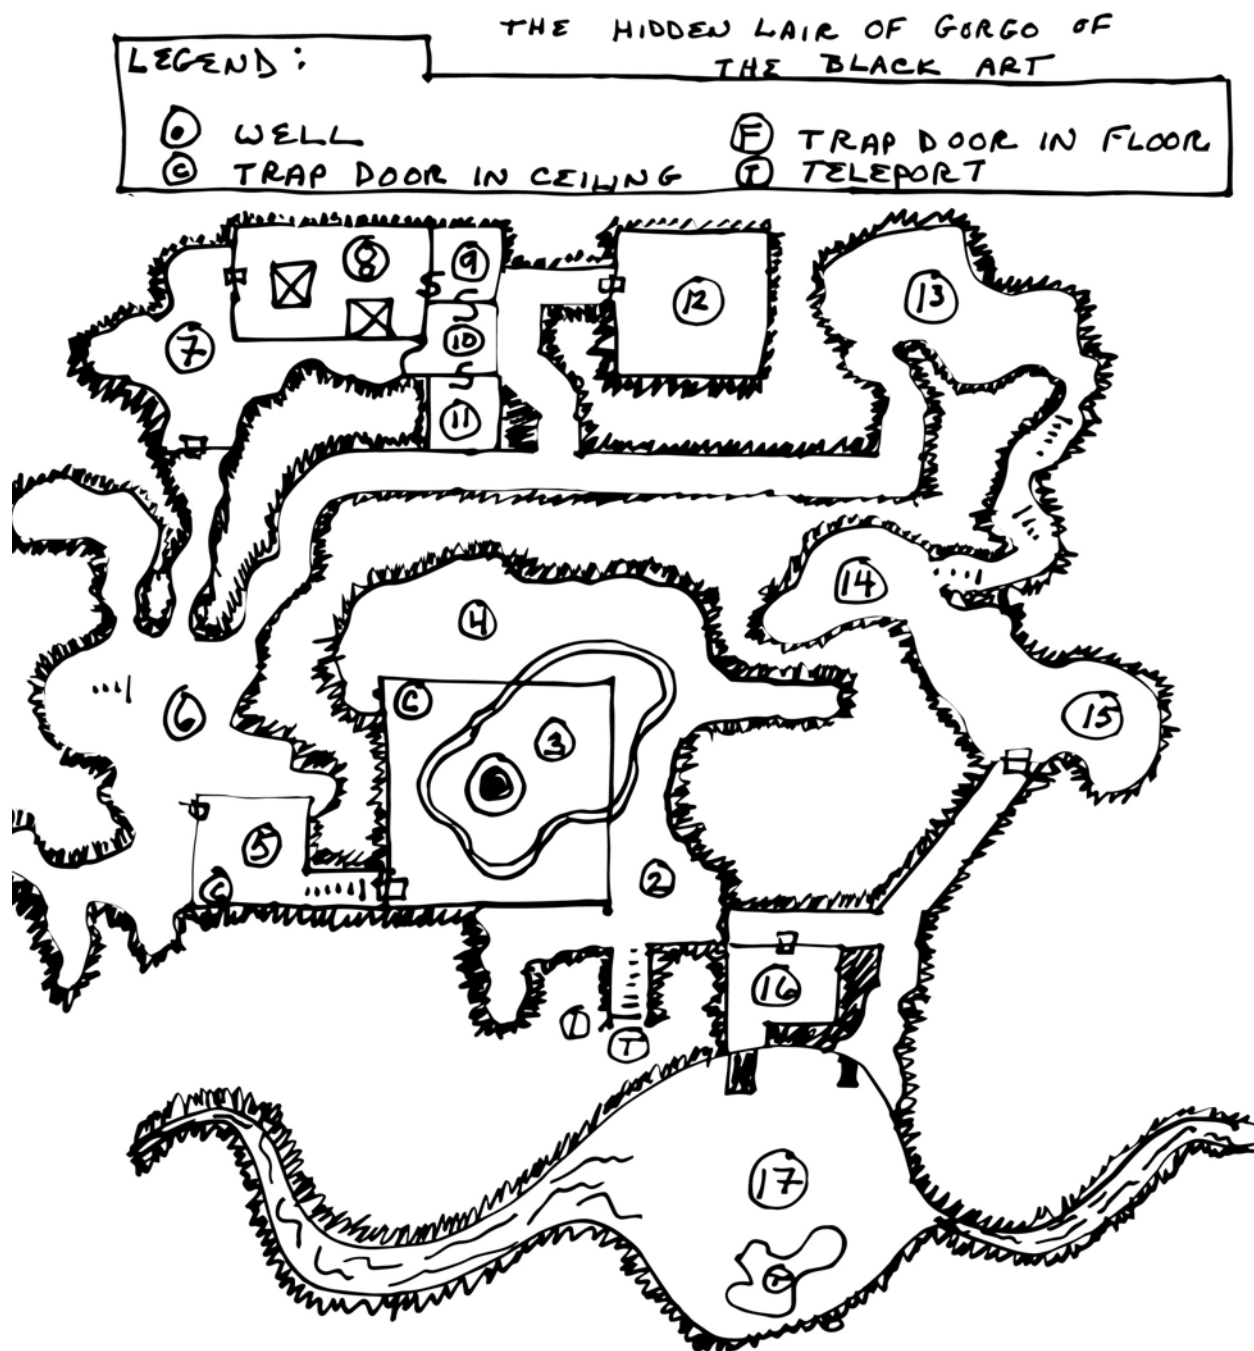 THE HIDDEN LAIR OF GORGO OF
THE BLACK ART
LEGEND:
WELL
C TRAP DOOR IN CEILING
F TRAP DOOR IN FLOOR
T TELEPORT
8
9
S
7
10
11
12
13
14
4
C
6
3
15
5
C
2
16
1
T
17
T